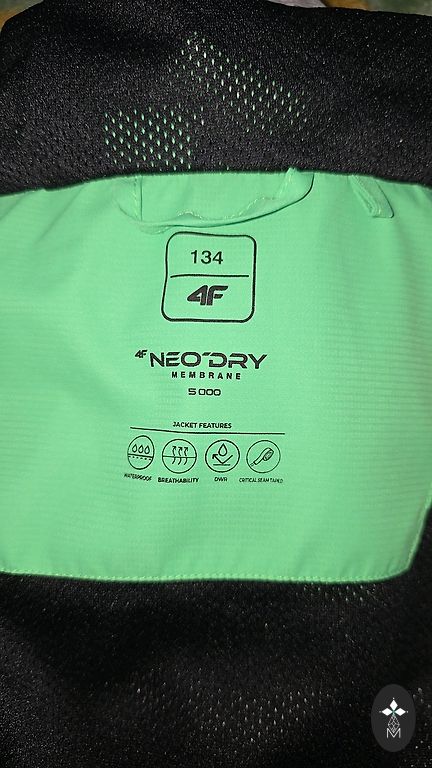 134
4F
4F NEO DRY
MEMBRANE
5 000
JACKET FEATURES
WATERPROOF BREATHABILITY DWR CRITICAL SEAM TAPED
M